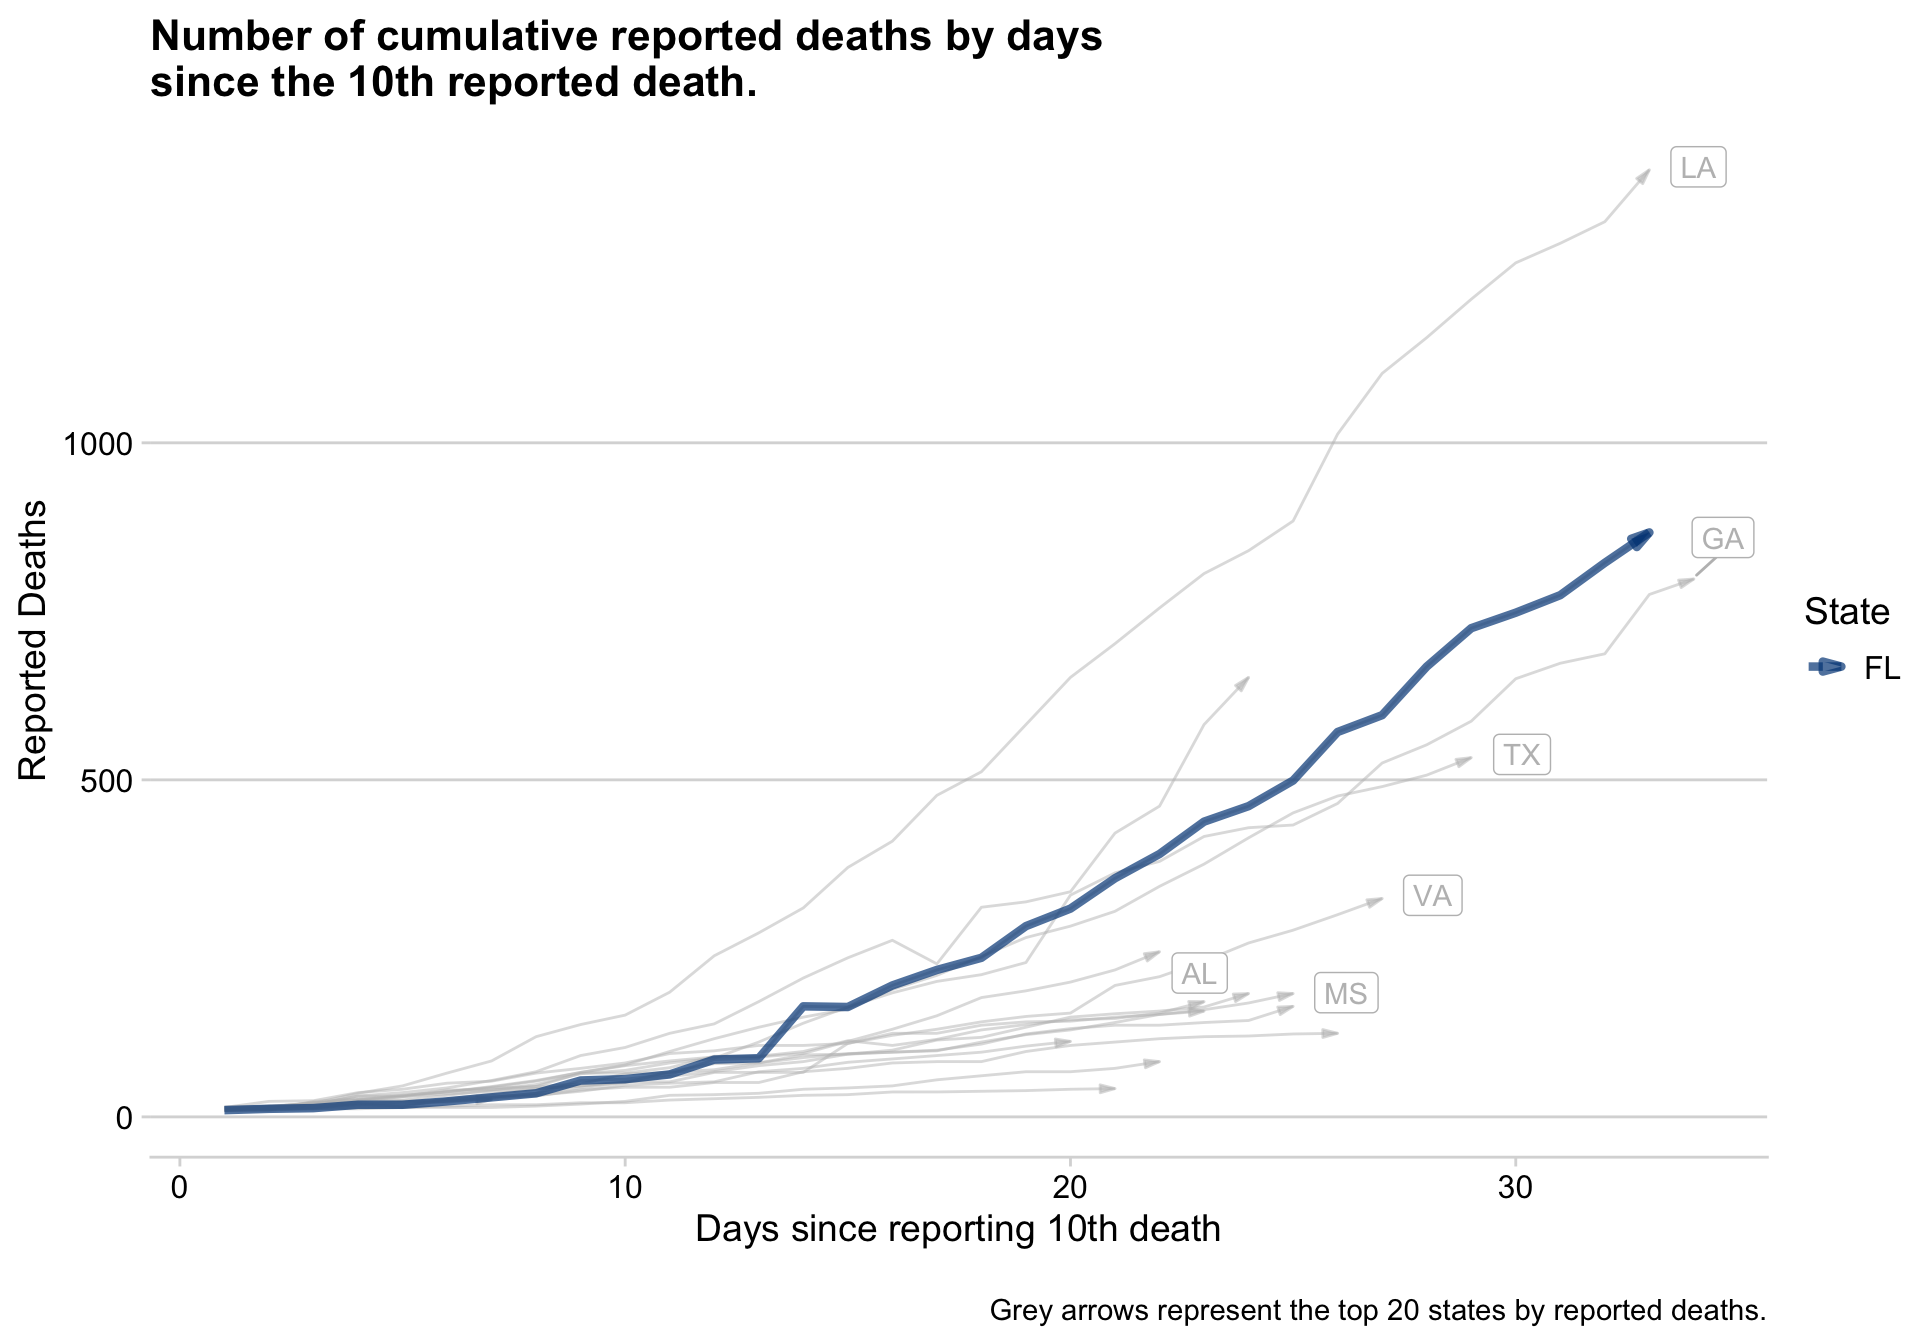 Number of cumulative reported deaths by days
since the 10th reported death.
LA
1000
GA
Reported Deaths
State
FL
TX
500
VA
AL
MS
0
0
10
20
30
Days since reporting 10th death
Grey arrows represent the top 20 states by reported deaths.